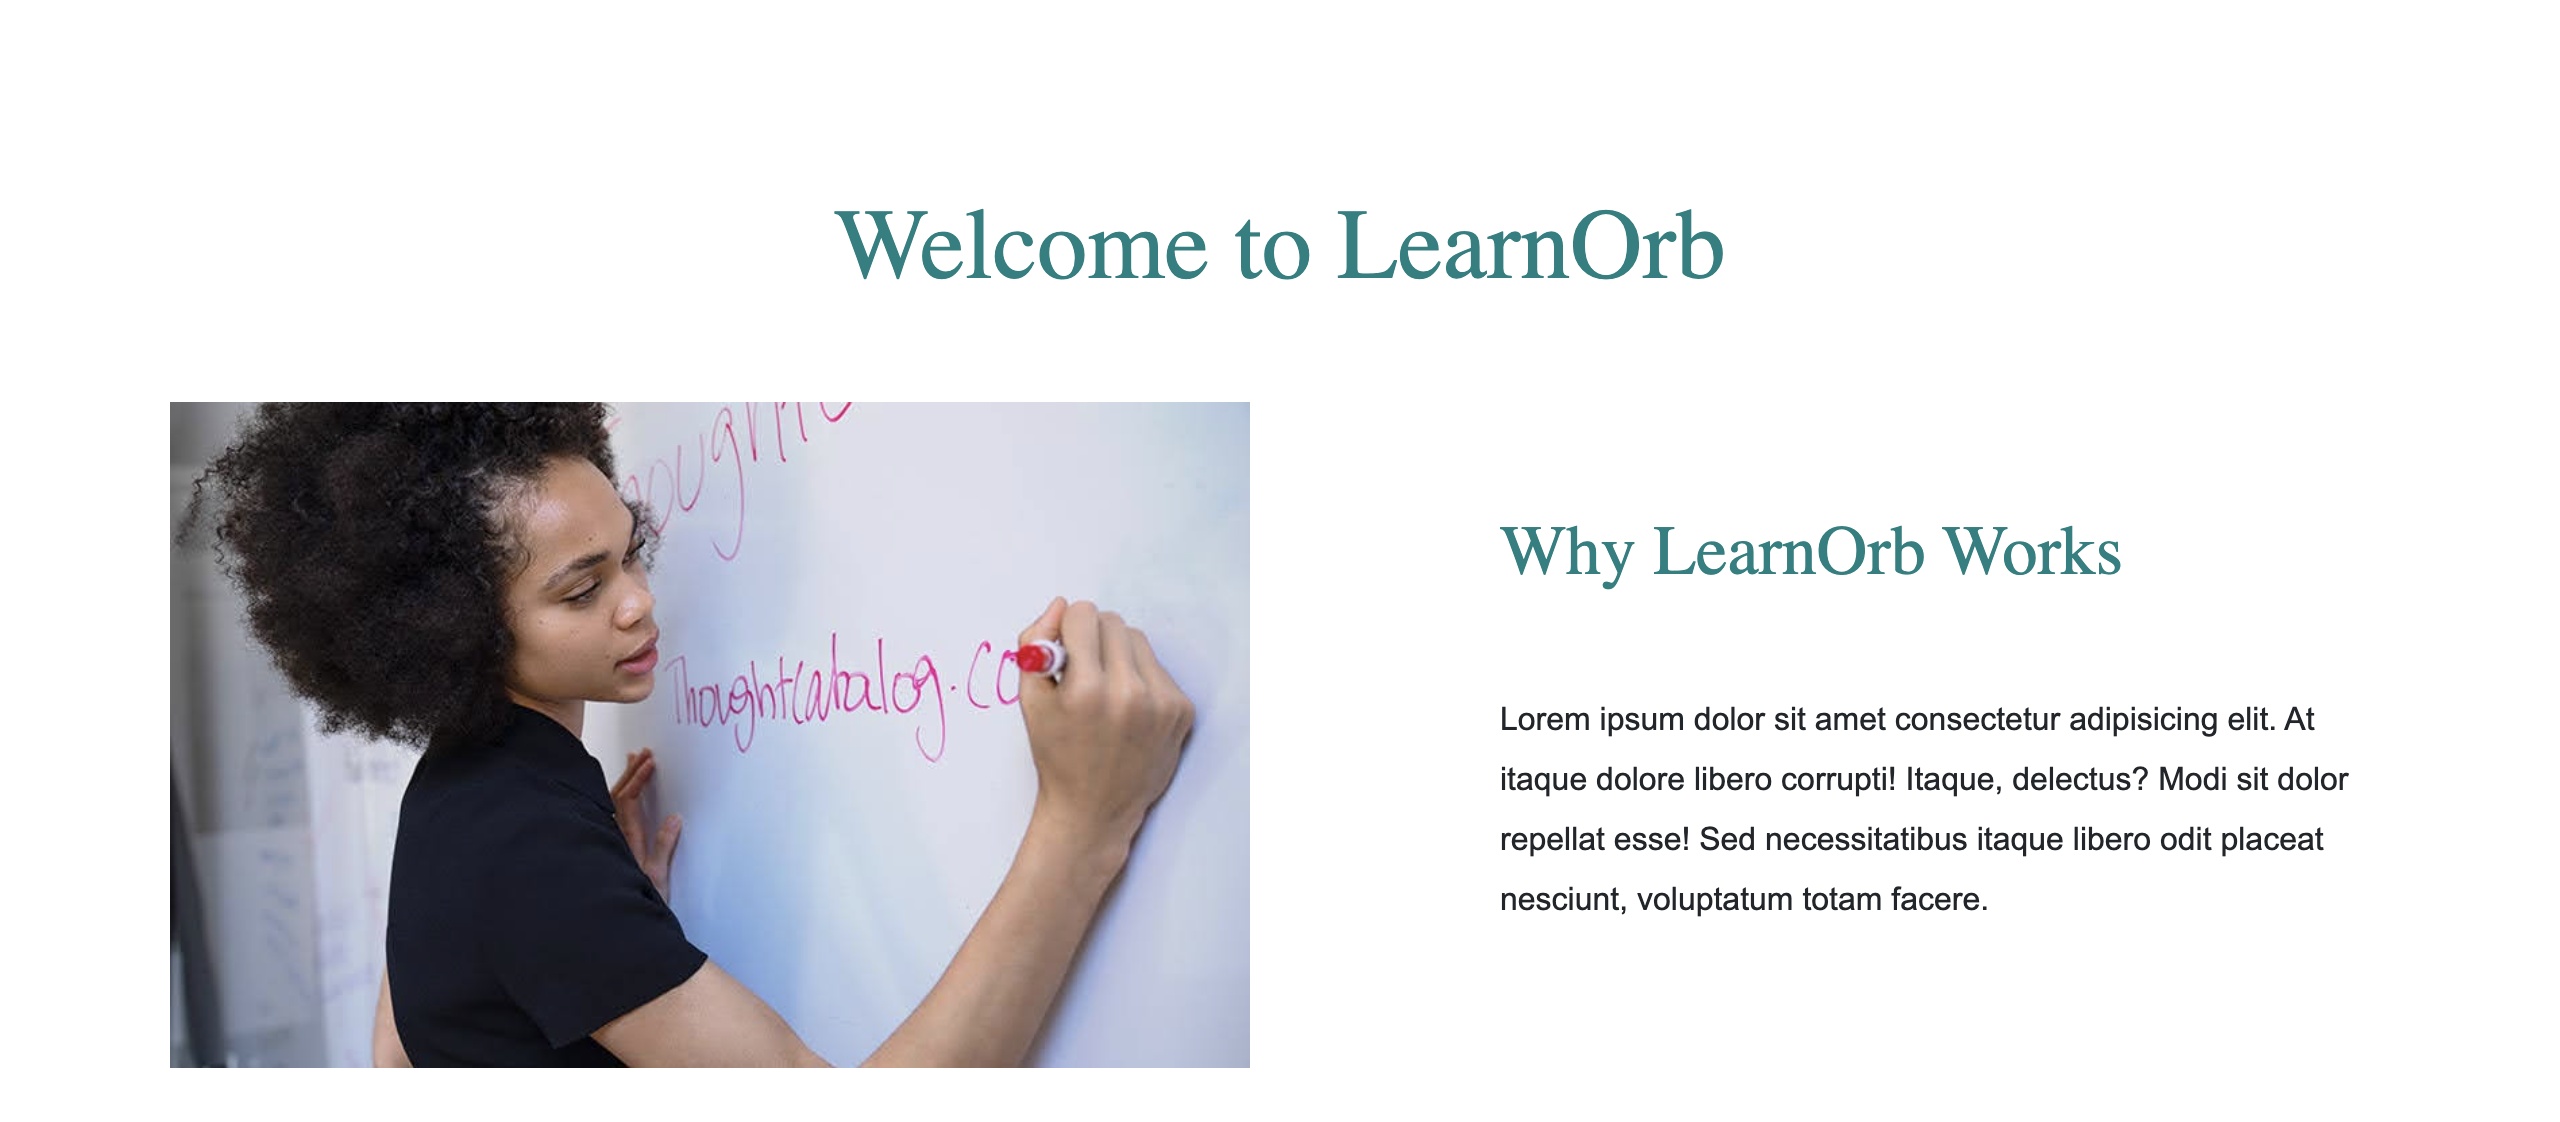 Welcome to LearnOrb
Thoughtcatalog.co
Why LearnOrb Works
Lorem ipsum dolor sit amet consectetur adipisicing elit. At
itaque dolore libero corrupti! Itaque, delectus? Modi sit dolor
repellat esse! Sed necessitatibus itaque libero odit placeat
nesciunt, voluptatum totam facere.